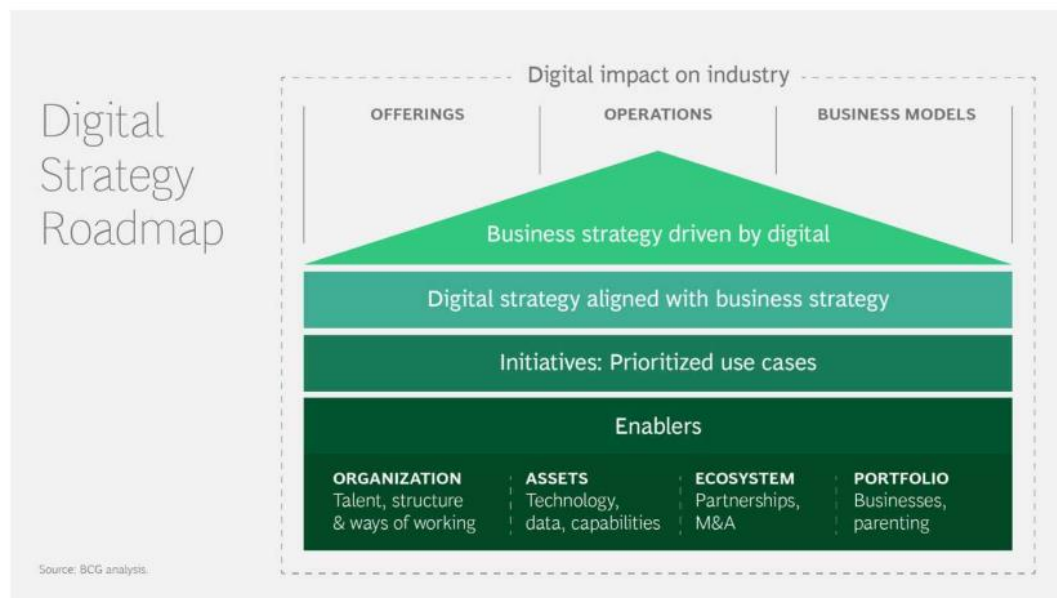 Digital
Strategy
Roadmap
Digital impact on industry
OFFERINGS
OPERATIONS
BUSINESS MODELS
Business strategy driven by digital
Digital strategy aligned with business strategy
Initiatives: Prioritized use cases
Enablers
ORGANIZATION
Talent, structure
& ways of working
ASSETS
Technology,
data, capabilities
ECOSYSTEM
Partnerships,
M&A
PORTFOLIO
Businesses,
parenting
Source: BCG analysis.